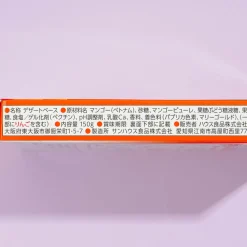 ●名称 デザートベース ●原材料名 マンゴー(ベトナム)、砂糖、マンゴーピューレ、果糖ぶどう糖液糖、
糖、食塩/ゲル化剤(ペクチン)、pH調整剤、乳酸Ca、香料、着色料(パプリカ色素、マリーゴールド)、(一
部にりんごを含む) ●内容量 150g ●賞味期限 裏面下部に記載 ●販売者 ハウス食品株式会社
大阪府東大阪市御厨栄町1-5-7 ●製造所 サンハウス食品株式会社 愛知県江南市高屋町西里77